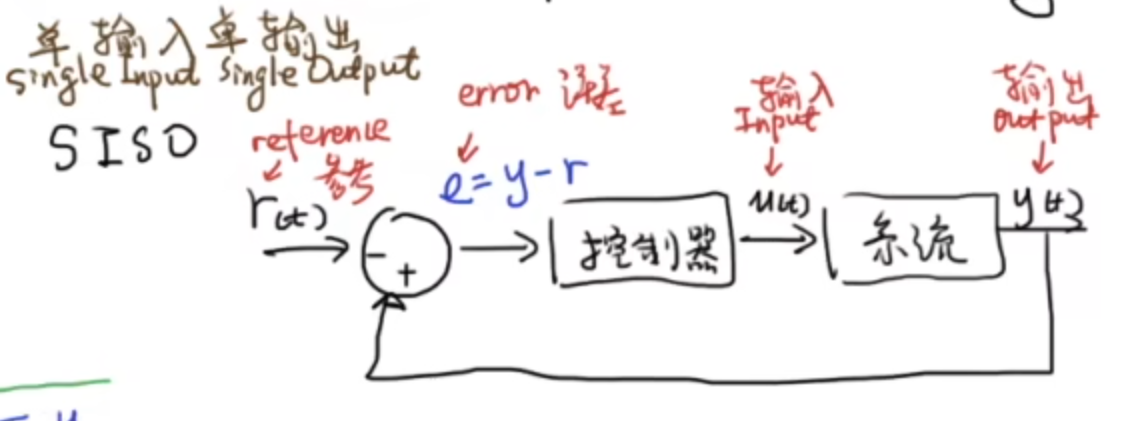 单输入单输出
single Input single Output
SISO
reference
参考
r(t)
error 误差
e=y-r
-
+
控制器
输入
Input
u(t)
系统
输出
output
y(t)